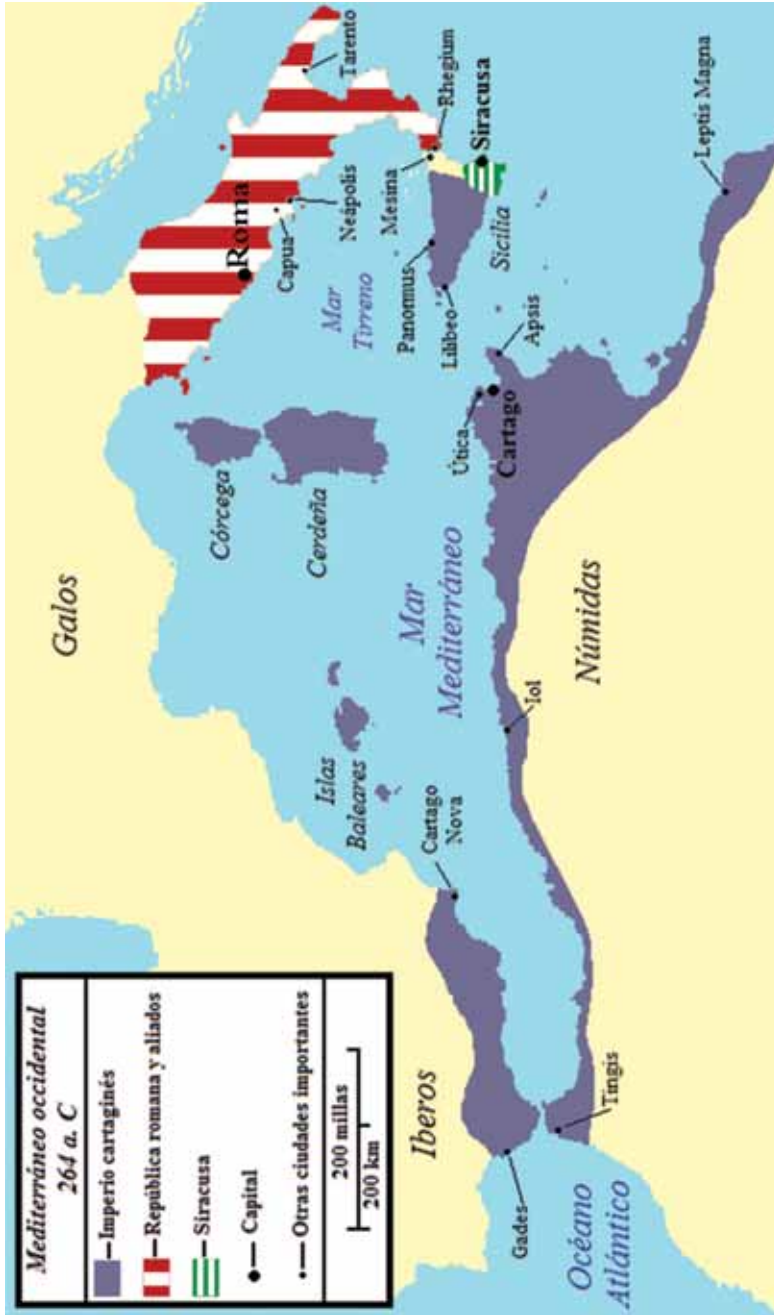 Mediterráneo occidental
264 a. C
Imperio cartaginés
República romana y aliados
Siracusa
Capital
Otras ciudades importantes
200 millas
200 km
Galos
Iberos
Océano
Atlántico
Gades
Tingis
Cartago
Nova
Islas
Baleares
Mar
Mediterráneo
Iol
Númidas
Córcega
Cerdeña
Útica
Cartago
Apsis
Roma
Capua
Neápolis
Tarento
Mar
Tirreno
Panormus
Lilibeo
Mesina
Rhegium
Siracusa
Sicilia
Leptis Magna